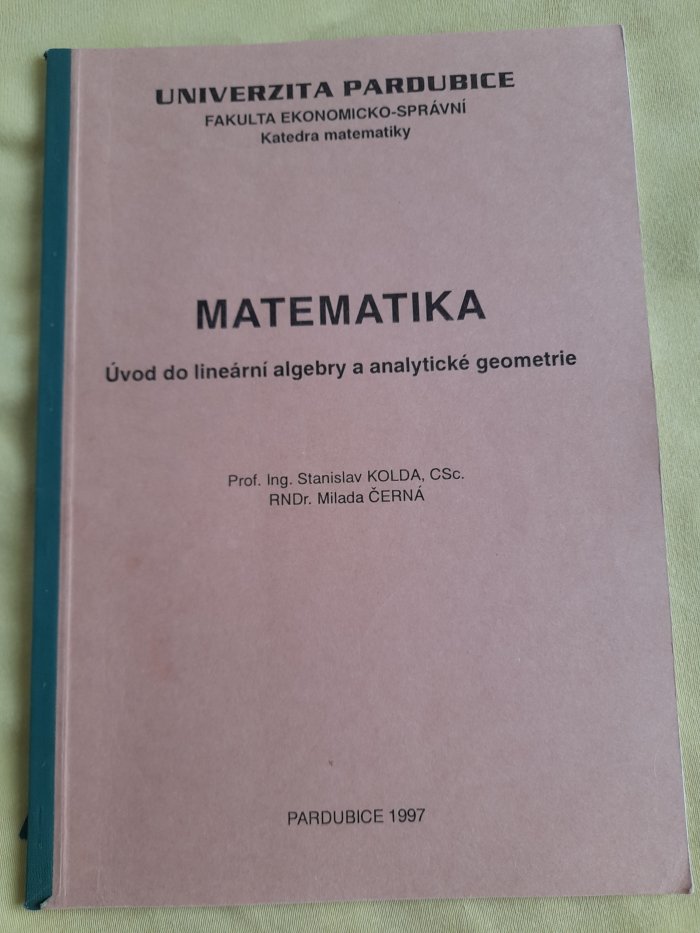 UNIVERZITA PARDUBICE
FAKULTA EKONOMICKO-SPRÁVNÍ
Katedra matematiky
MATEMATIKA
Úvod do lineární algebry a analytické geometrie
Prof. Ing. Stanislav KOLDA, CSc.
RNDr. Milada ČERNÁ
PARDUBICE 1997